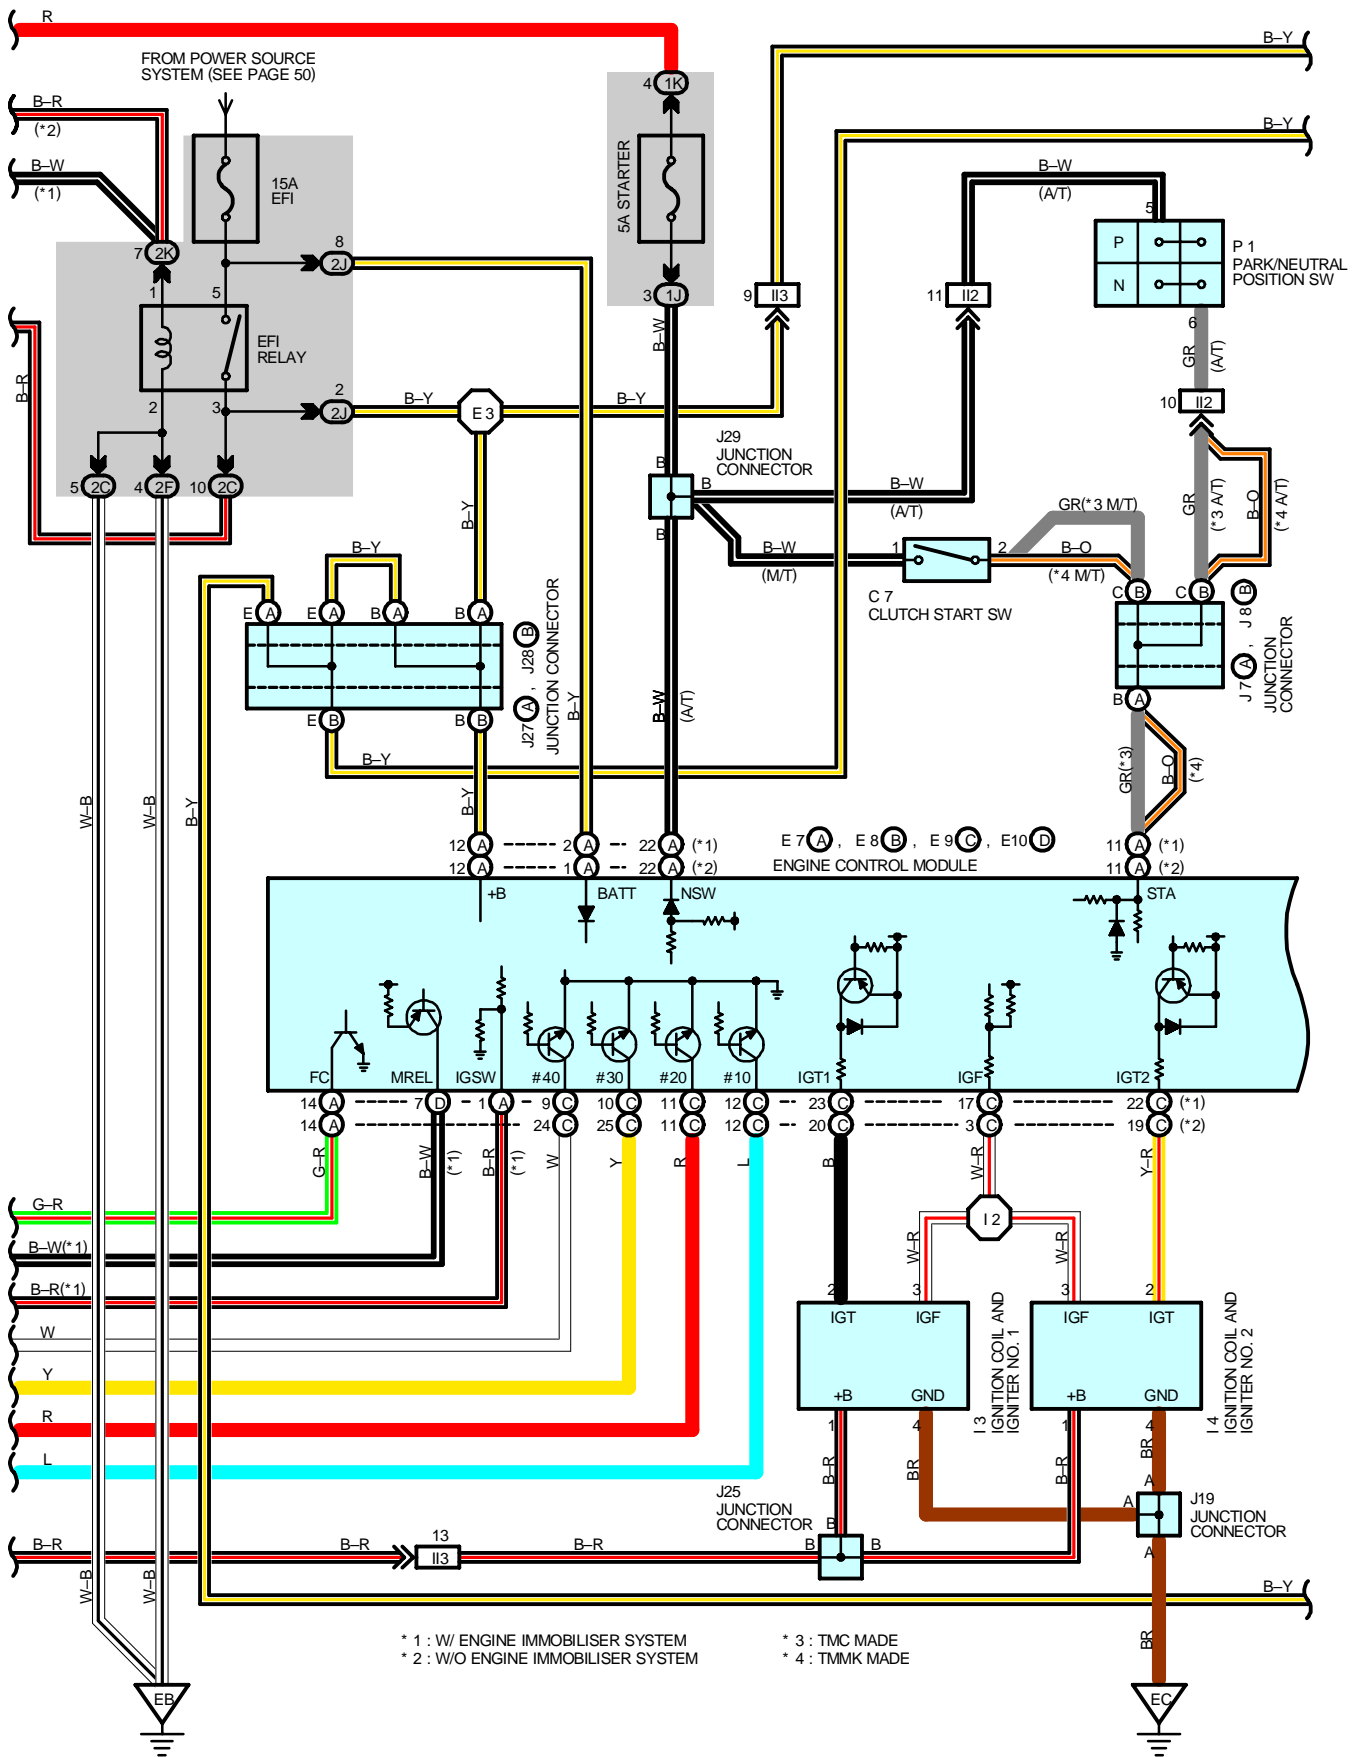 R
FROM POWER SOURCE
SYSTEM (SEE PAGE 50)
B–Y
B–R
(*2)
4 1K
B–Y
B–W
(*1)
15A
EFI
5A STARTER
B–W
(A/T)
5
P
N
P 1
PARK/NEUTRAL
POSITION SW
7 2K
8
2J
1
5
3 1J
9 II3
11 II2
6
GR
(A/T)
EFI
RELAY
B–W
B–R
2
3
2
2J
B–Y
E 3
B–Y
10 II2
J29
JUNCTION
CONNECTOR
B
B
B
5 2C
4 2F
10 2C
B–Y
B–W
(A/T)
GR(*3 M/T)
GR
(*3 A/T)
B–O
(*4 A/T)
B–Y
B–W
(M/T)
1
2
B–O
(*4 M/T)
C 7
CLUTCH START SW
C B
C B
E A
E A
B A
B A
J27 A , J28 B
JUNCTION CONNECTOR
J 7 A , J 8 B
JUNCTION
CONNECTOR
B–Y
B–W
(A/T)
E B
B B
B A
B–Y
B–Y
GR(*3)
B–O
(*4)
W–B
W–B
B–Y
12 A
2 A
22 A (*1)
12 A
1 A
22 A (*2)
E 7 A , E 8 B , E 9 C , E10 D
ENGINE CONTROL MODULE
11 A (*1)
11 A (*2)
+B
BATT
NSW
STA
FC
MREL
IGSW
#40
#30
#20
#10
IGT1
IGF
IGT2
14 A
7 D
1 A
9 C
10 C
11 C
12 C
23 C
17 C
22 C (*1)
14 A
24 C
25 C
11 C
12 C
20 C
3 C
19 C (*2)
G–R
B–W
(*1)
B–R
(*1)
W
Y
R
L
B
W–R
Y–R
G–R
I 2
B–W(*1)
W–R
W–R
B–R(*1)
2
3
3
2
IGT
IGF
IGF
IGT
W
Y
I 3
IGNITION COIL AND
IGNITER NO. 1
I 4
IGNITION COIL AND
IGNITER NO. 2
+B
GND
+B
GND
R
1
4
1
4
L
B–R
BR
B–R
BR
J25
JUNCTION
CONNECTOR
B
B
B
A
A
A
J19
JUNCTION
CONNECTOR
B–R
B–R
13
II3
B–R
W–B
W–B
B–Y
* 1 : W/ ENGINE IMMOBILISER SYSTEM
* 2 : W/O ENGINE IMMOBILISER SYSTEM
* 3 : TMC MADE
* 4 : TMMK MADE
BR
EB
EC